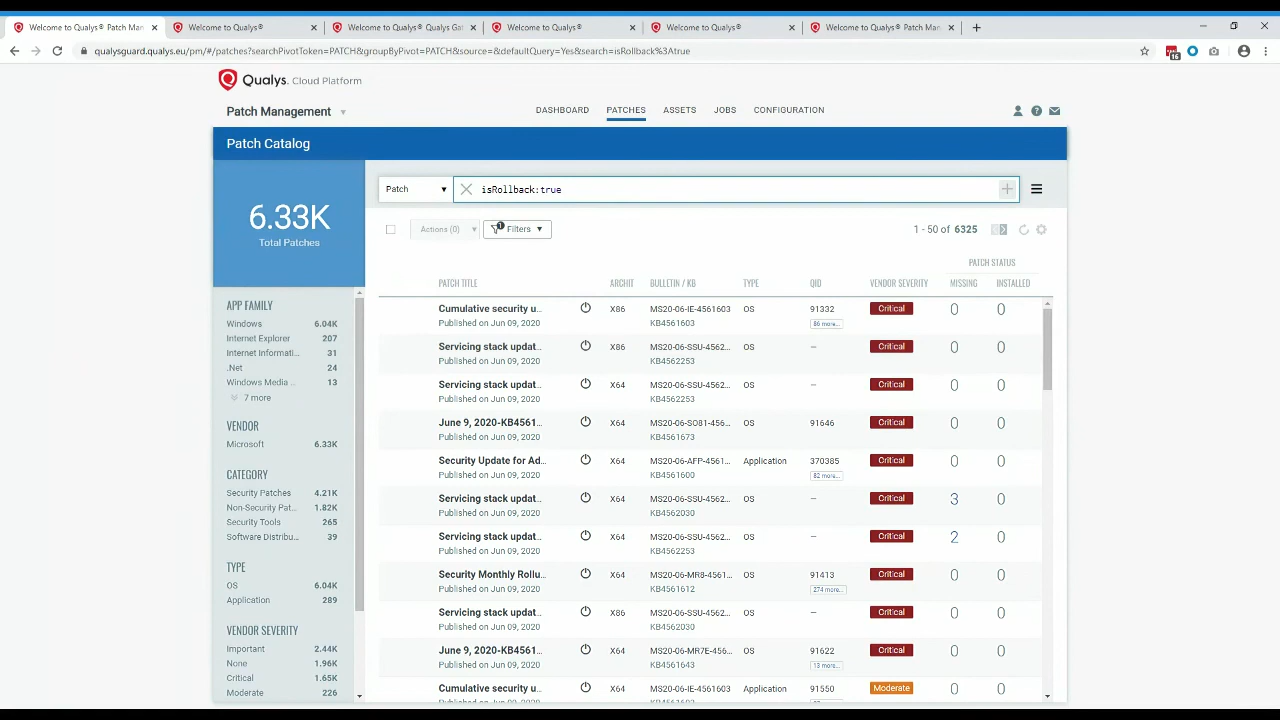 Welcome to Qualys® Patch Man
Welcome to Qualys®
Welcome to Qualys® Qualys Gat
Welcome to Qualys®
Welcome to Qualys®
Welcome to Qualys® Patch Man
qualysguard.qualys.eu/pm/#/patches?searchPivotToken=PATCH&groupByPivot=PATCH&source=&defaultQuery=Yes&search=isRollback%3Atrue
Qualys. Cloud Platform
Patch Management
DASHBOARD PATCHES ASSETS JOBS CONFIGURATION
Patch Catalog
6.33K
Total Patches
Patch
isRollback:true
Actions (0)
1 Filters
1 - 50 of 6325
APP FAMILY
Windows 6.04K
Internet Explorer 207
Internet Informati... 31
.Net 24
Windows Media .. 13
7 more
VENDOR
Microsoft 6.33K
CATEGORY
Security Patches 4.21K
Non-Security Pat... 1.82K
Security Tools 265
Software Distribu... 39
TYPE
OS 6.04K
Application 289
VENDOR SEVERITY
Important 2.44K
None 1.96K
Critical 1.65K
Moderate 226
PATCH STATUS
PATCH TITLE ARCHIT BULLETIN / KB TYPE QID VENDOR SEVERITY MISSING INSTALLED
Cumulative security u... X86 MS20-06-IE-4561603 OS 91332 Critical 0 0
Published on Jun 09, 2020 KB4561603 86 more...
Servicing stack updat... X86 MS20-06-SSU-4562... OS – Critical 0 0
Published on Jun 09, 2020 KB4562253
Servicing stack updat... X64 MS20-06-SSU-4562... OS – Critical 0 0
Published on Jun 09, 2020 KB4562253
June 9, 2020-KB4561... X64 MS20-06-SO81-456... OS 91646 Critical 0 0
Published on Jun 09, 2020 KB4561673
Security Update for Ad... X64 MS20-06-AFP-4561... Application 370385 Critical 0 0
Published on Jun 09, 2020 KB4561600 82 more...
Servicing stack updat... X64 MS20-06-SSU-4562... OS – Critical 3 0
Published on Jun 09, 2020 KB4562030
Servicing stack updat... X64 MS20-06-SSU-4562... OS – Critical 2 0
Published on Jun 09, 2020 KB4562253
Security Monthly Rollu... X64 MS20-06-MR8-4561... OS 91413 Critical 0 0
Published on Jun 09, 2020 KB4561612 274 more...
Servicing stack updat... X86 MS20-06-SSU-4562... OS – Critical 0 0
Published on Jun 09, 2020 KB4562030
June 9, 2020-KB4561... X64 MS20-06-MR7E-456... OS 91622 Critical 0 0
Published on Jun 09, 2020 KB4561643 13 more...
Cumulative security u... X64 MS20-06-IE-4561603 Application 91550 Moderate 0 0